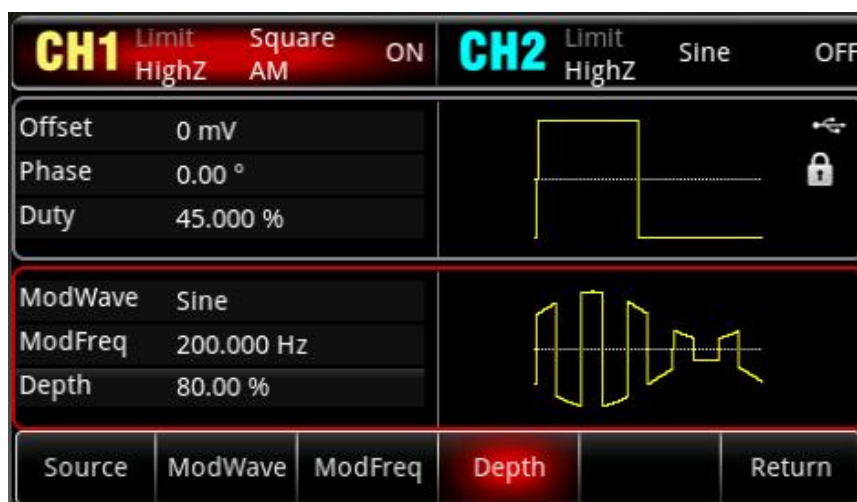 CH1 Limit HighZ Square AM ON CH2 Limit HighZ Sine OFF
Offset 0 mV
Phase 0.00 °
Duty 45.000 %
ModWave Sine
ModFreq 200.000 Hz
Depth 80.00 %
Source ModWave ModFreq Depth Return